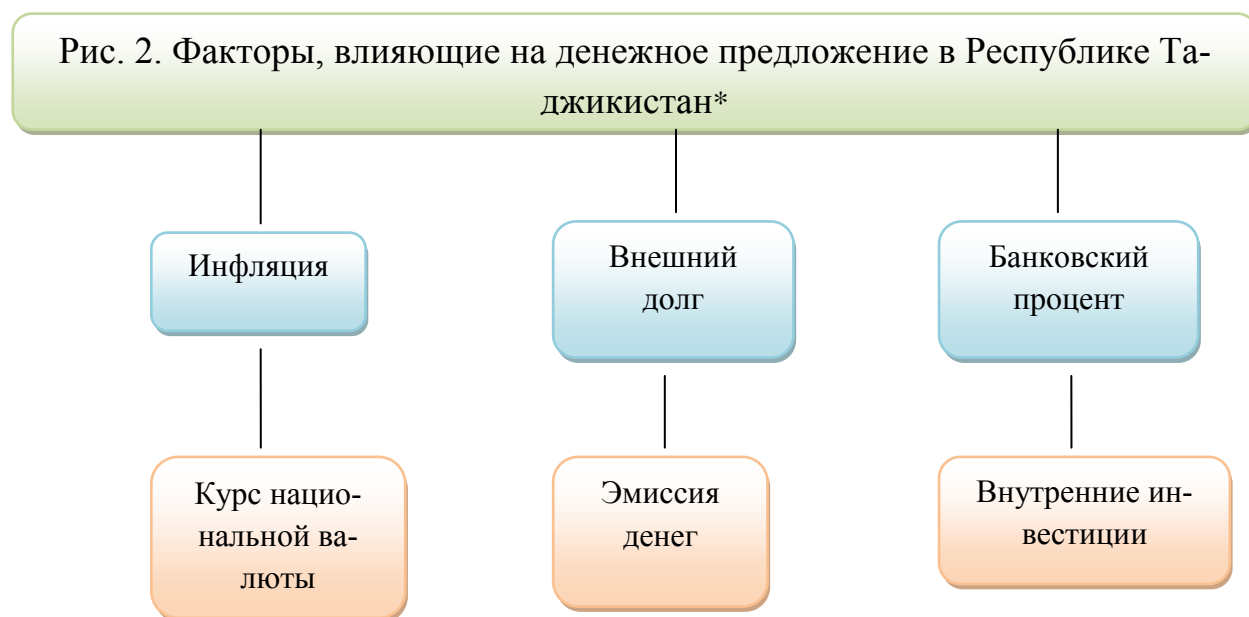 Рис. 2. Факторы, влияющие на денежное предложение в Республике Та-
джикистан*
Инфляция
Внешний
долг
Банковский
процент
Курс нацио-
нальной ва-
люты
Эмиссия
денег
Внутренние ин-
вестиции